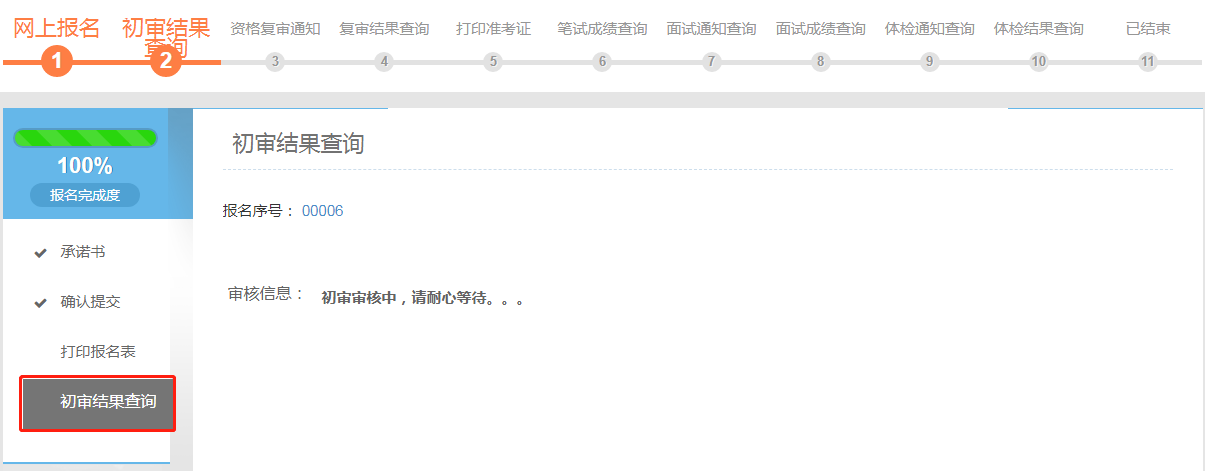 网上报名
初审结果查询
资格复审通知
复审结果查询
打印准考证
笔试成绩查询
面试通知查询
面试成绩查询
体检通知查询
体检结果查询
已结束
1
2
3
4
5
6
7
8
9
10
11
100%
报名完成度
承诺书
确认提交
打印报名表
初审结果查询
初审结果查询
报名序号： 00006
审核信息： 初审审核中，请耐心等待。。。